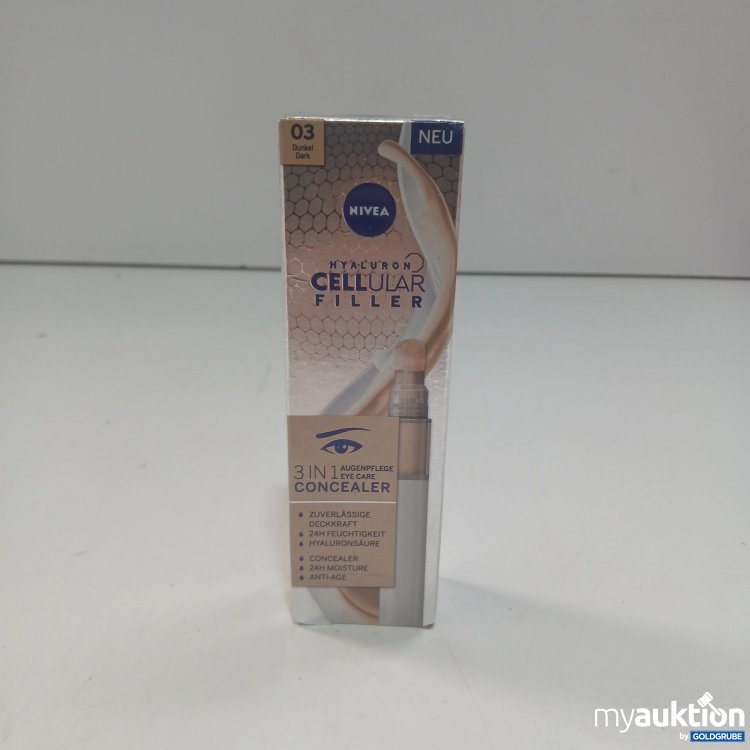 03
Dunkel
Dark
NEU
NIVEA
HYALURON
CELLULAR
FILLER
3 IN 1 AUGENPFLEGE
EYE CARE
CONCEALER
ZUVERLÄSSIGE
DECKKRAFT
24H FEUCHTIGKEIT
HYALURONSÄURE
CONCEALER
24H MOISTURE
ANTI-AGE
myauktion
by GOLDGRUBE